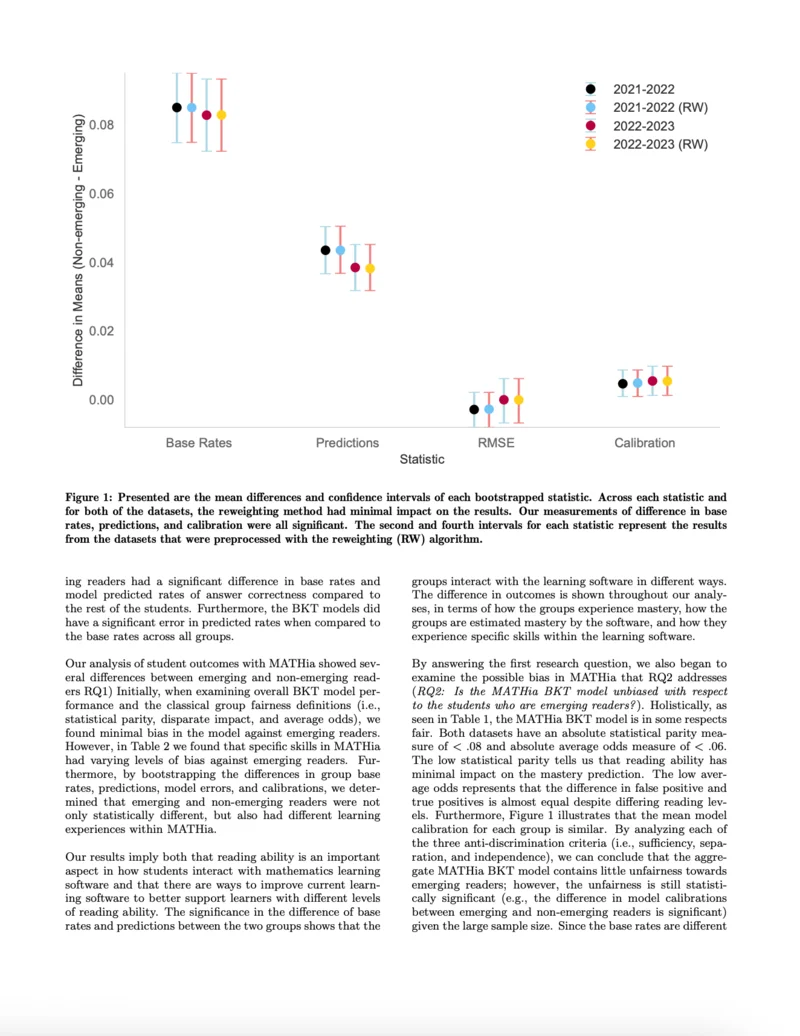 Difference in Means (Non-emerging - Emerging)
0.08
0.06
0.04
0.02
0.00
2021-2022
2021-2022 (RW)
2022-2023
2022-2023 (RW)
Base Rates
Predictions
RMSE
Calibration
Statistic
Figure 1: Presented are the mean differences and confidence intervals of each bootstrapped statistic. Across each statistic and
for both of the datasets, the reweighting method had minimal impact on the results. Our measurements of difference in base
rates, predictions, and calibration were all significant. The second and fourth intervals for each statistic represent the results
from the datasets that were preprocessed with the reweighting (RW) algorithm.
ing readers had a significant difference in base rates and
model predicted rates of answer correctness compared to
the rest of the students. Furthermore, the BKT models did
have a significant error in predicted rates when compared to
the base rates across all groups.
Our analysis of student outcomes with MATHia showed sev-
eral differences between emerging and non-emerging read-
ers RQ1) Initially, when examining overall BKT model per-
formance and the classical group fairness definitions (i.e.,
statistical parity, disparate impact, and average odds), we
found minimal bias in the model against emerging readers.
However, in Table 2 we found that specific skills in MATHia
had varying levels of bias against emerging readers. Fur-
thermore, by bootstrapping the differences in group base
rates, predictions, model errors, and calibrations, we deter-
mined that emerging and non-emerging readers were not
only statistically different, but also had different learning
experiences within MATHia.
Our results imply both that reading ability is an important
aspect in how students interact with mathematics learning
software and that there are ways to improve current learn-
ing software to better support learners with different levels
of reading ability. The significance in the difference of base
rates and predictions between the two groups shows that the
groups interact with the learning software in different ways.
The difference in outcomes is shown throughout our analy-
ses, in terms of how the groups experience mastery, how the
groups are estimated mastery by the software, and how they
experience specific skills within the learning software.
By answering the first research question, we also began to
examine the possible bias in MATHia that RQ2 addresses
(RQ2: Is the MATHia BKT model unbiased with respect
to the students who are emerging readers?). Holistically, as
seen in Table 1, the MATHia BKT model is in some respects
fair. Both datasets have an absolute statistical parity mea-
sure of < .08 and absolute average odds measure of < .06.
The low statistical parity tells us that reading ability has
minimal impact on the mastery prediction. The low aver-
age odds represents that the difference in false positive and
true positives is almost equal despite differing reading lev-
els. Furthermore, Figure 1 illustrates that the mean model
calibration for each group is similar. By analyzing each of
the three anti-discrimination criteria (i.e., sufficiency, sepa-
ration, and independence), we can conclude that the aggre-
gate MATHia BKT model contains little unfairness towards
emerging readers; however, the unfairness is still statisti-
cally significant (e.g., the difference in model calibrations
between emerging and non-emerging readers is significant)
given the large sample size. Since the base rates are different